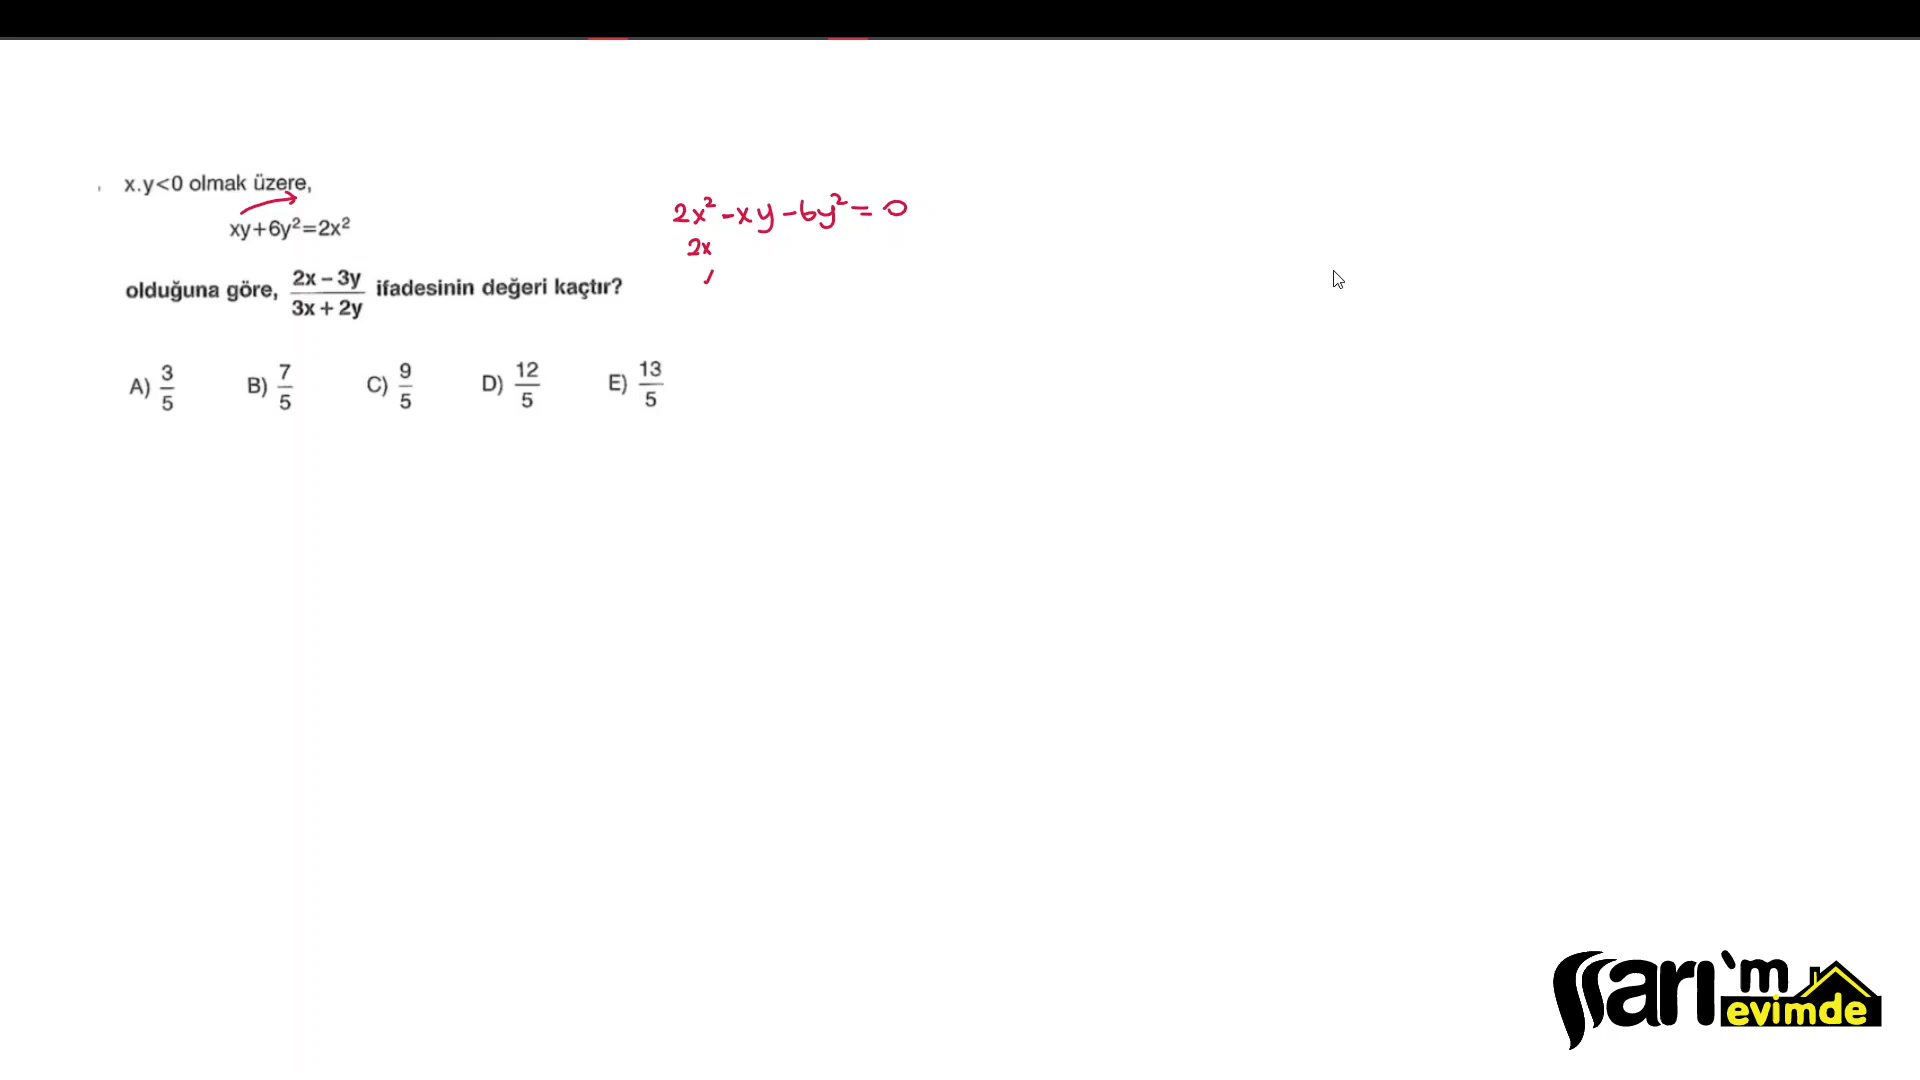 x.y<0 olmak üzere,
xy+6y²=2x²
olduğuna göre, (2x – 3y)/(3x + 2y) ifadesinin değeri kaçtır?
A) 3/5 B) 7/5 C) 9/5 D) 12/5 E) 13/5
2x²-xy-6y²=0
2x
sarı`m
evimde